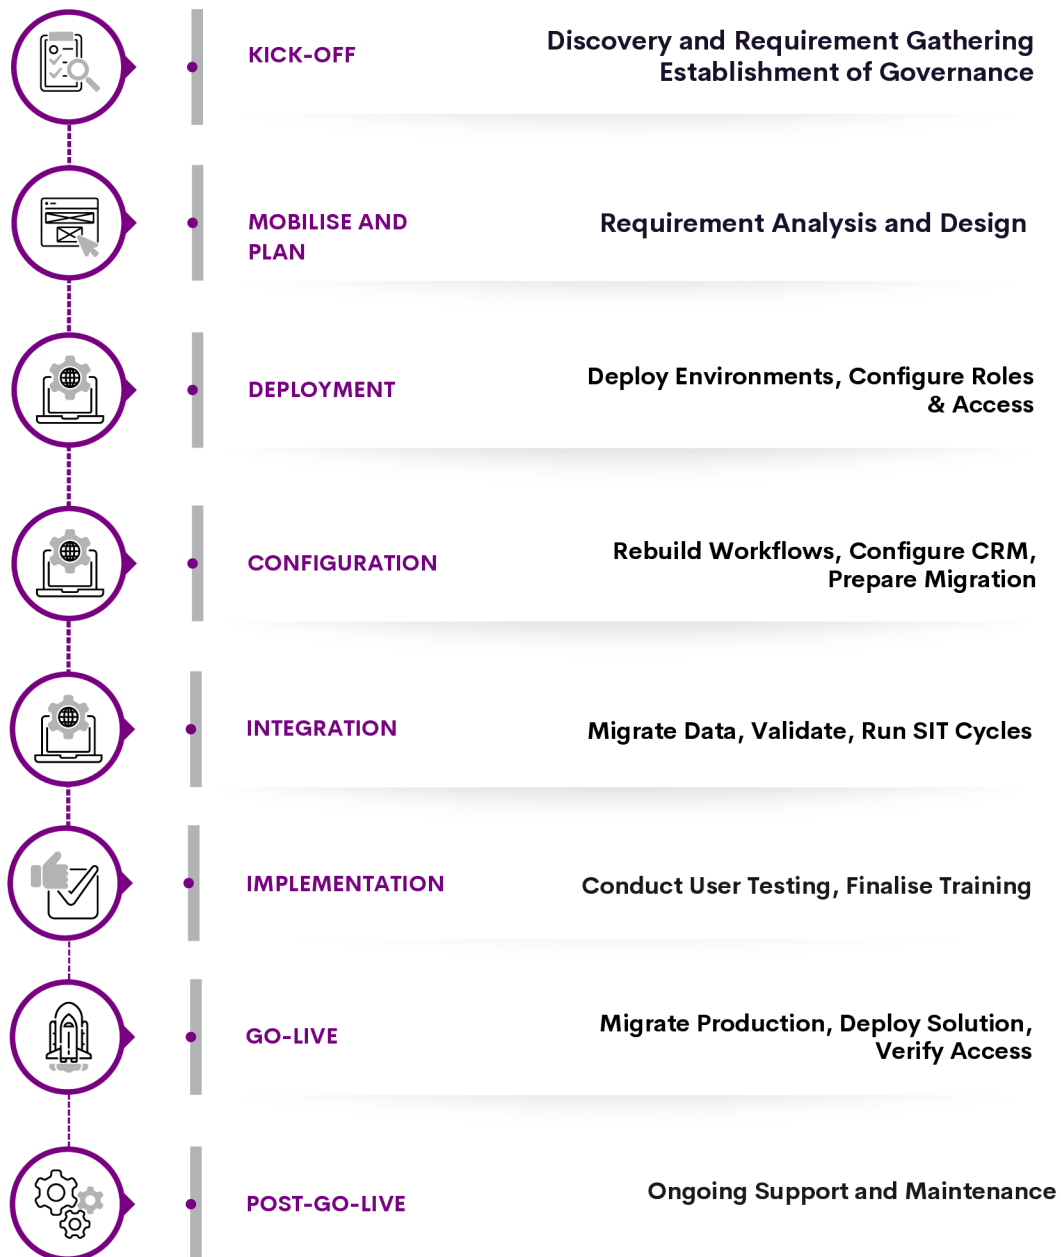 KICK-OFF
Discovery and Requirement Gathering
Establishment of Governance
MOBILISE AND
PLAN
Requirement Analysis and Design
DEPLOYMENT
Deploy Environments, Configure Roles
& Access
CONFIGURATION
Rebuild Workflows, Configure CRM,
Prepare Migration
INTEGRATION
Migrate Data, Validate, Run SIT Cycles
IMPLEMENTATION
Conduct User Testing, Finalise Training
GO-LIVE
Migrate Production, Deploy Solution,
Verify Access
POST-GO-LIVE
Ongoing Support and Maintenance